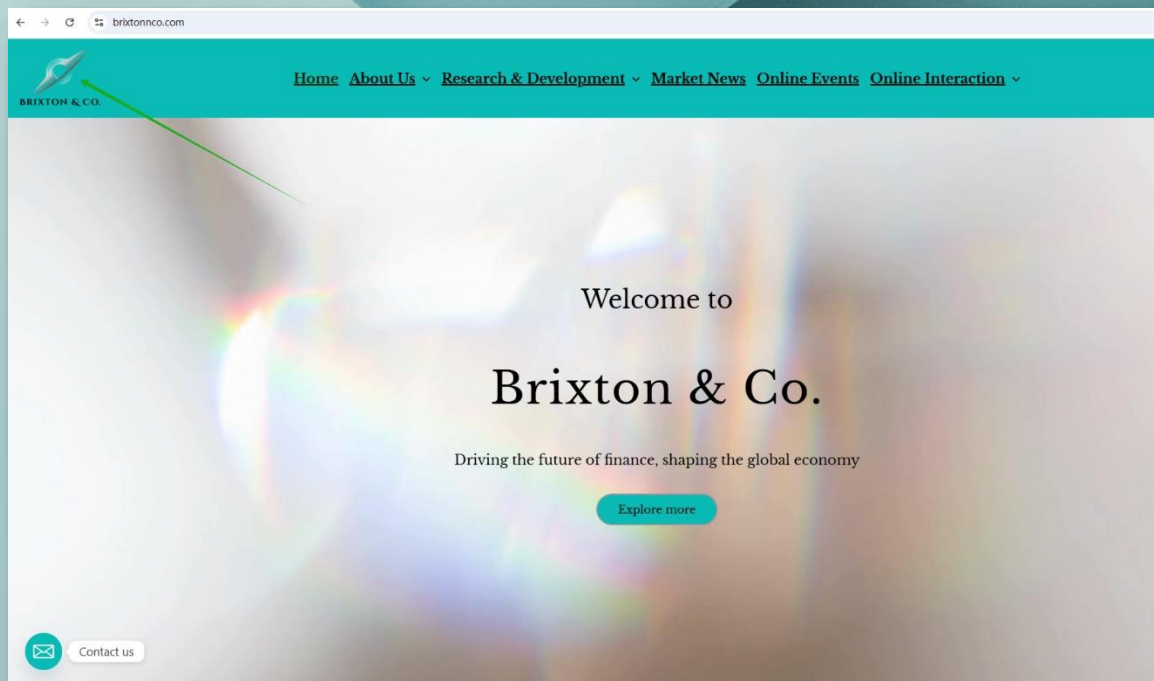 brixtonnco.com
BRIXTON & CO.
Home About Us Research & Development Market News Online Events Online Interaction
Welcome to
Brixton & Co.
Driving the future of finance, shaping the global economy
Explore more
Contact us